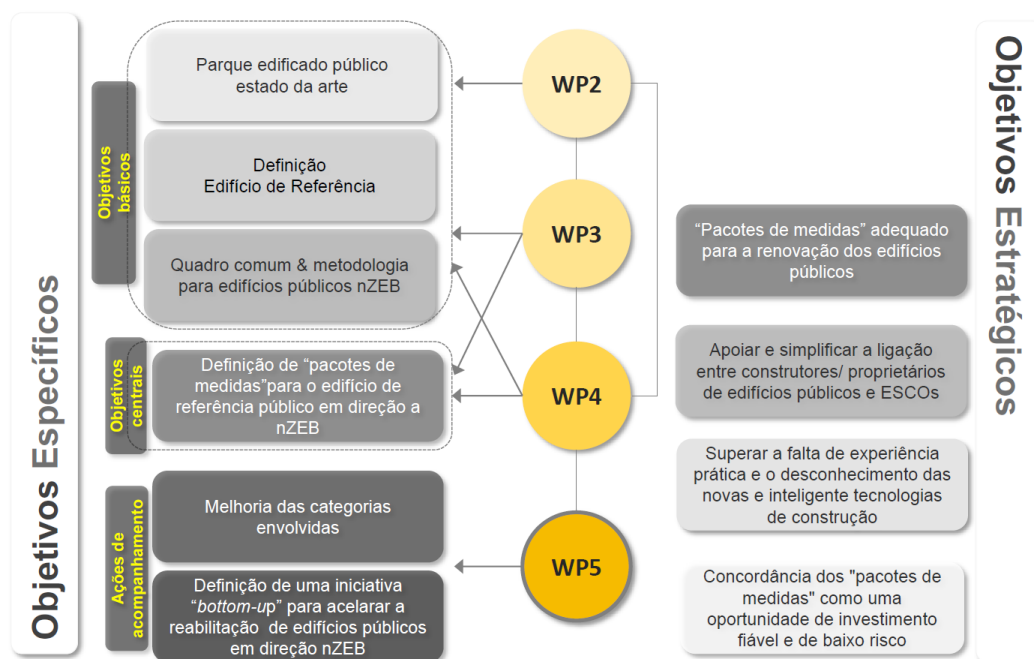 Objetivos Específicos
Objetivos
básicos
Parque edificado público
estado da arte
Definição
Edifício de Referência
Quadro comum & metodologia
para edifícios públicos nZEB
Objetivos
centrais
Definição de “pacotes de
medidas”para o edifício de
referência público em direção a
nZEB
Ações de
acompanhamento
Melhoria das categorias
envolvidas
Definição de uma iniciativa
“bottom-up” para acelarar a
reabilitação de edifícios públicos
em direção nZEB
WP2
WP3
WP4
WP5
Objetivos Estratégicos
“Pacotes de medidas” adequado
para a renovação dos edifícios
públicos
Apoiar e simplificar a ligação
entre construtores/ proprietários
de edifícios públicos e ESCOs
Superar a falta de experiência
prática e o desconhecimento das
novas e inteligente tecnologias
de construção
Concordância dos "pacotes de
medidas" como uma
oportunidade de investimento
fiável e de baixo risco